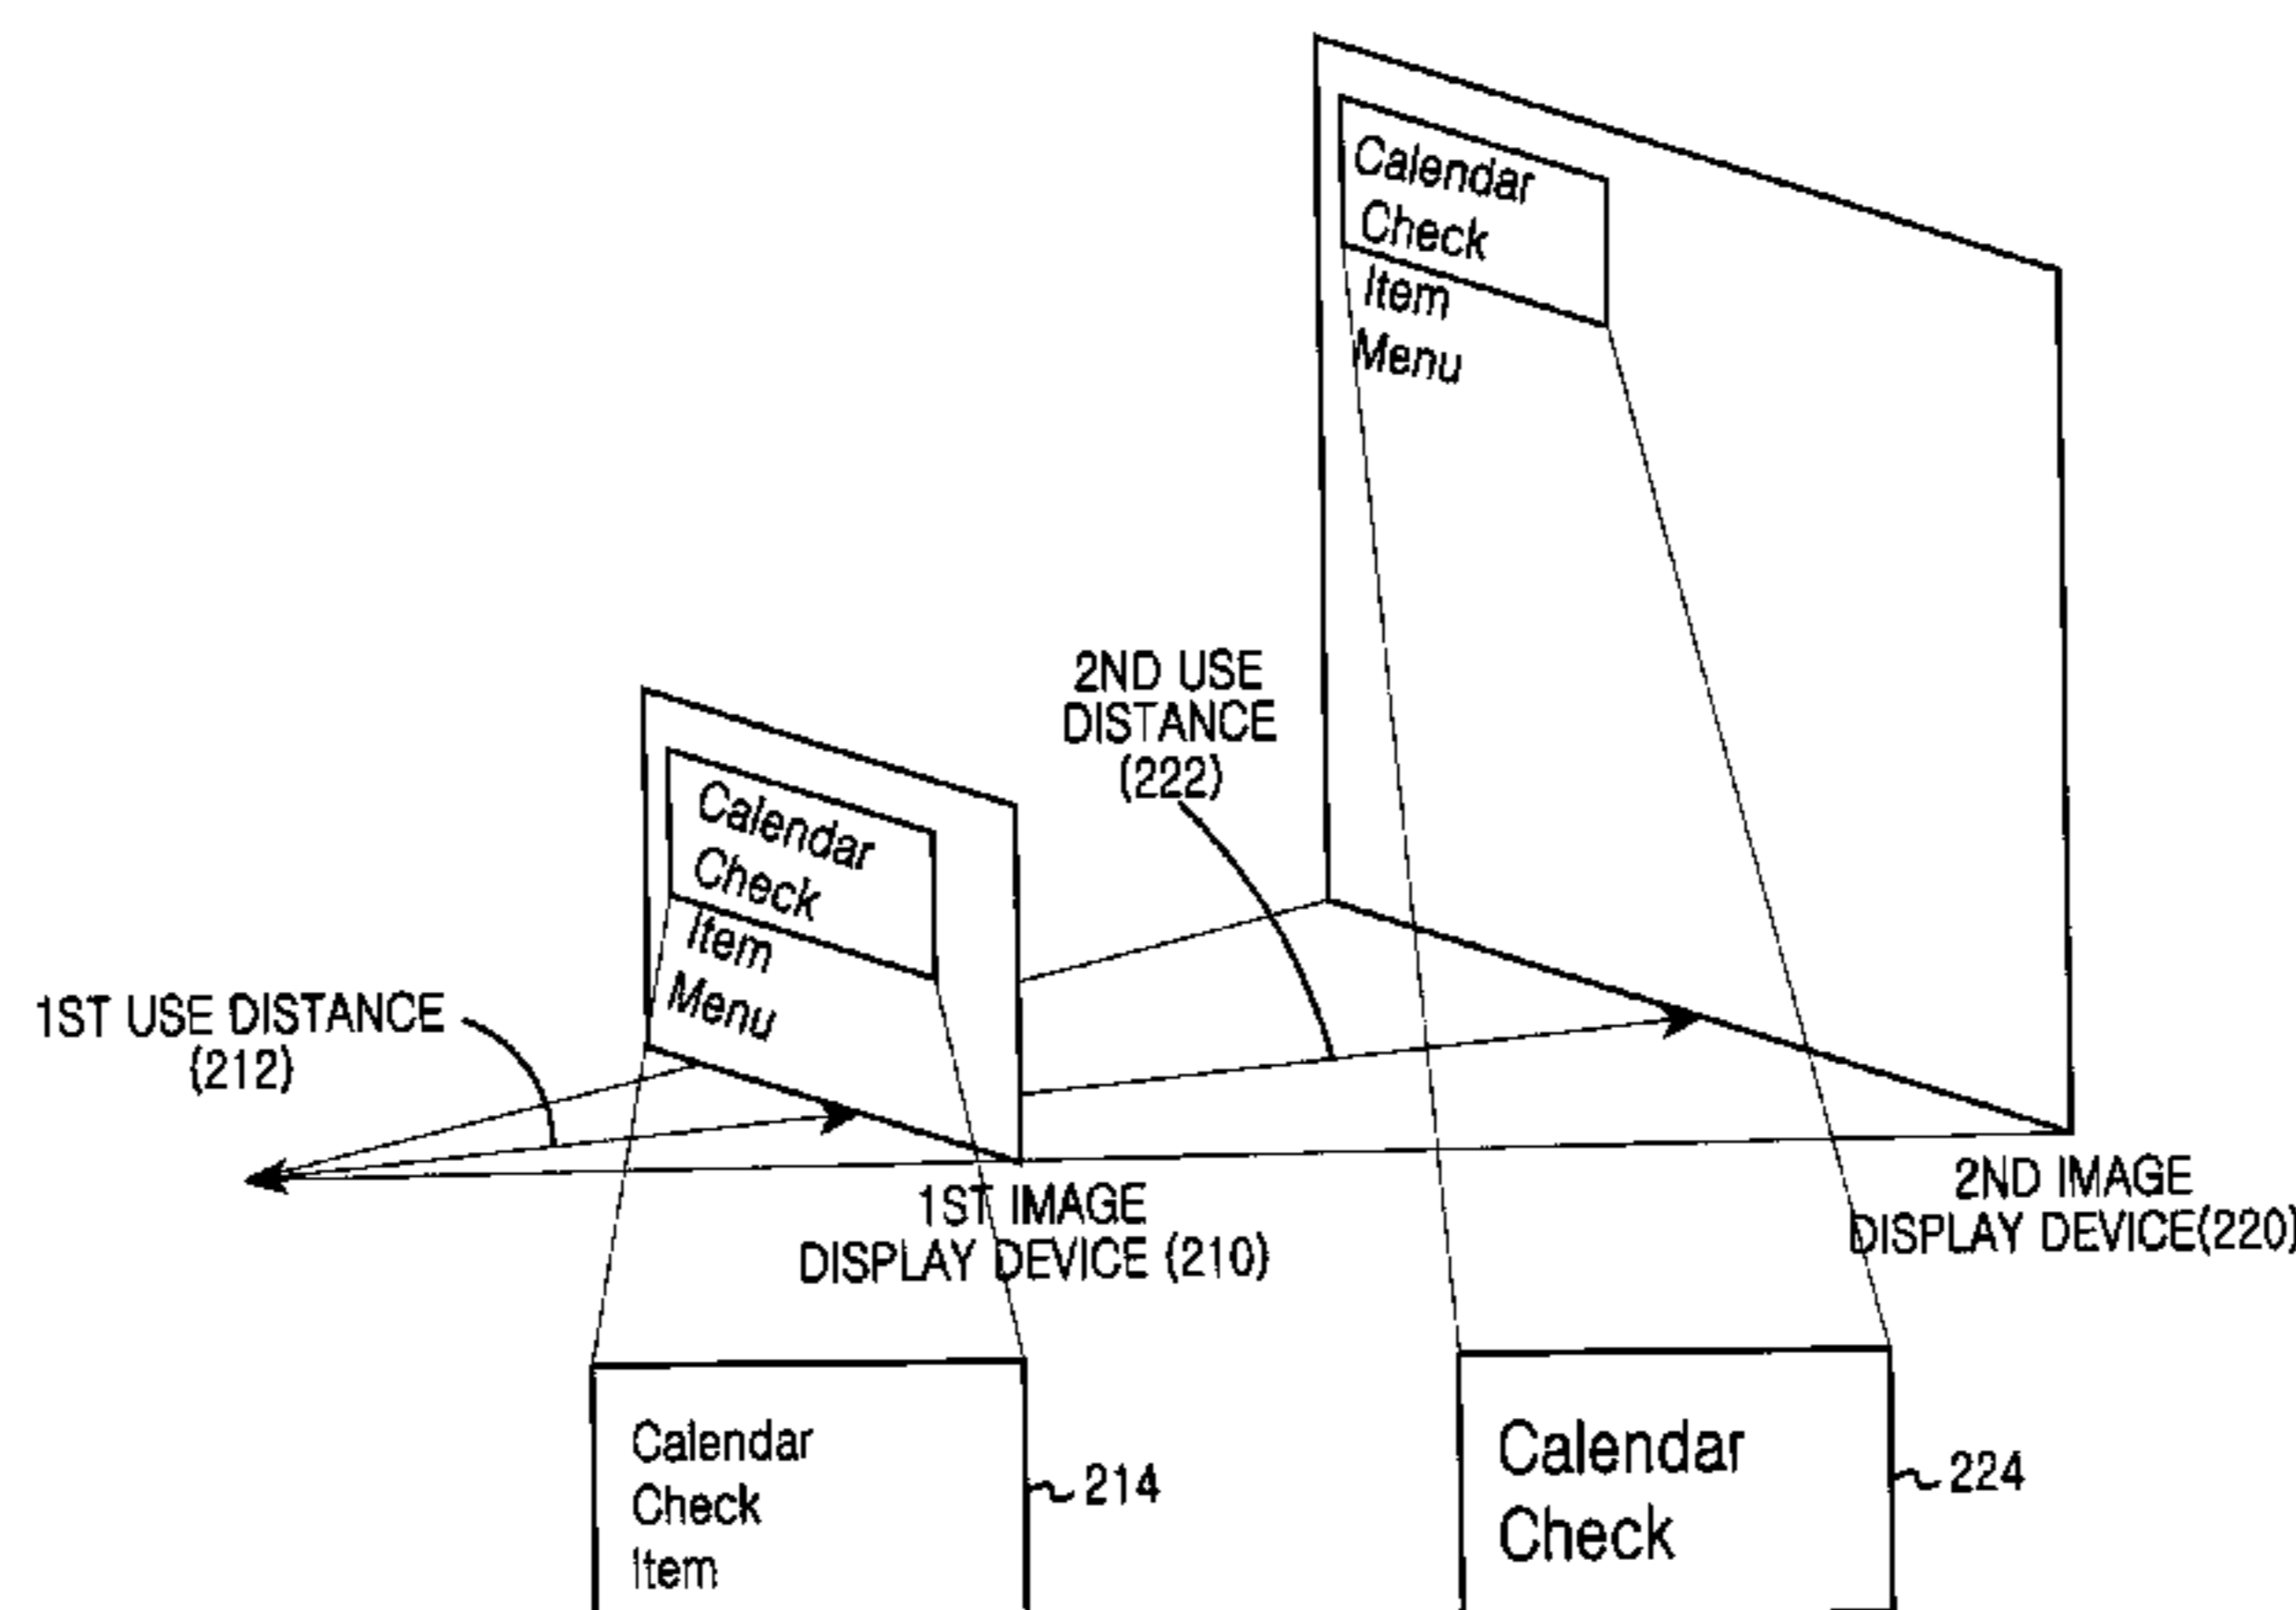 Calendar
Check
Item
Menu
2ND USE
DISTANCE
(222)
Calendar
Check
Item
Menu
1ST USE DISTANCE
(212)
1ST IMAGE
DISPLAY DEVICE (210)
2ND IMAGE
DISPLAY DEVICE(220)
Calendar
Check
Item
214
Calendar
Check
224